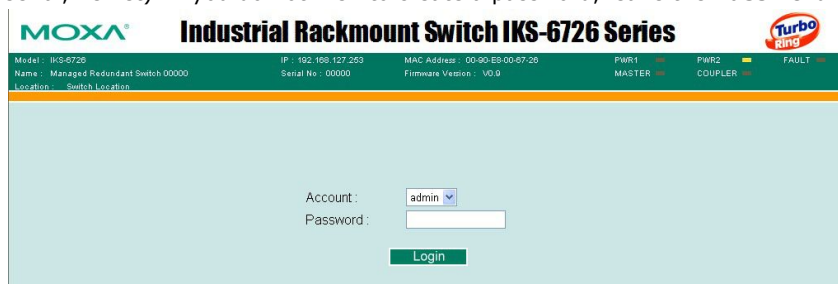 MOXA® Industrial Rackmount Switch IKS-6726 Series Turbo Ring
Model : IKS-6726 IP : 192.168.127.253 MAC Address : 00-90-E8-00-67-26 PWR1 PWR2 FAULT
Name : Managed Redundant Switch 00000 Serial No : 00000 Firmware Version : V0.9 MASTER COUPLER
Location : Switch Location
Account : admin
Password :
Login